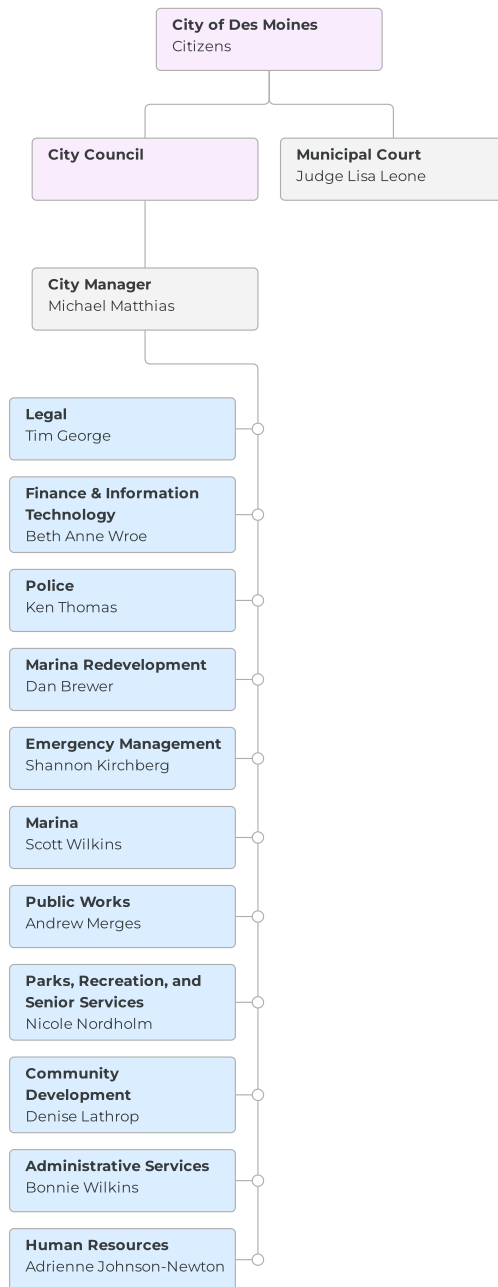 City of Des Moines
Citizens
City Council
Municipal Court
Judge Lisa Leone
City Manager
Michael Matthias
Legal
Tim George
Finance & Information
Technology
Beth Anne Wroe
Police
Ken Thomas
Marina Redevelopment
Dan Brewer
Emergency Management
Shannon Kirchberg
Marina
Scott Wilkins
Public Works
Andrew Merges
Parks, Recreation, and
Senior Services
Nicole Nordholm
Community
Development
Denise Lathrop
Administrative Services
Bonnie Wilkins
Human Resources
Adrienne Johnson-Newton